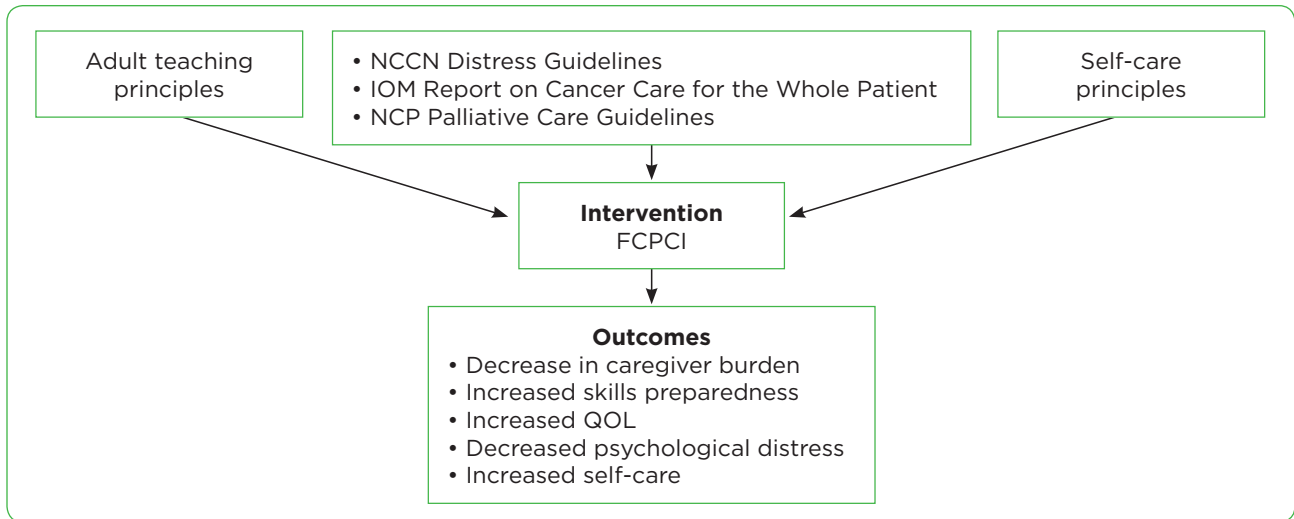 Adult teaching
principles
• NCCN Distress Guidelines
• IOM Report on Cancer Care for the Whole Patient
• NCP Palliative Care Guidelines
Self-care
principles
Intervention
FCPCI
Outcomes
• Decrease in caregiver burden
• Increased skills preparedness
• Increased QOL
• Decreased psychological distress
• Increased self-care